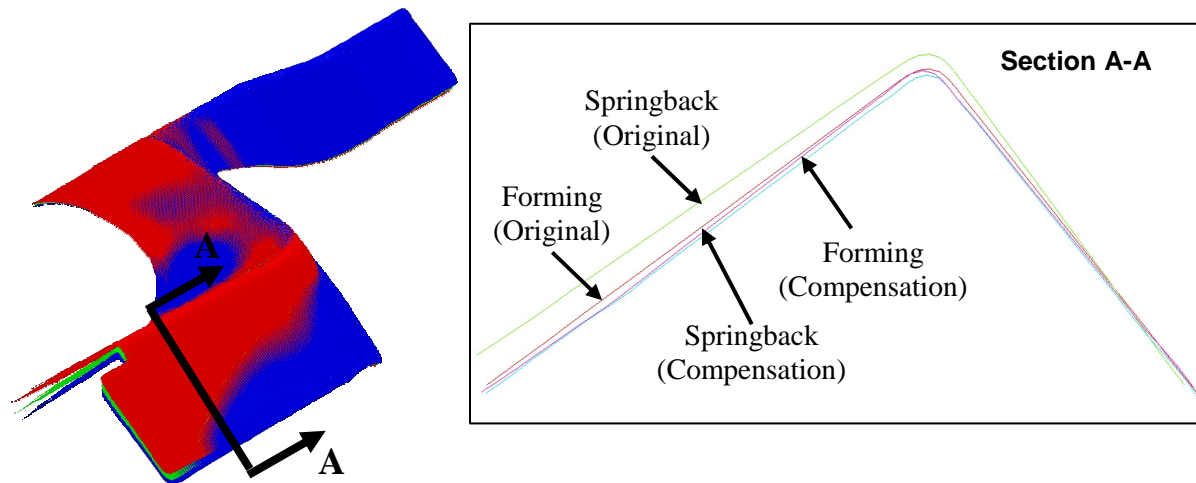 A
A
Section A-A
Springback
(Original)
Forming
(Original)
Forming
(Compensation)
Springback
(Compensation)